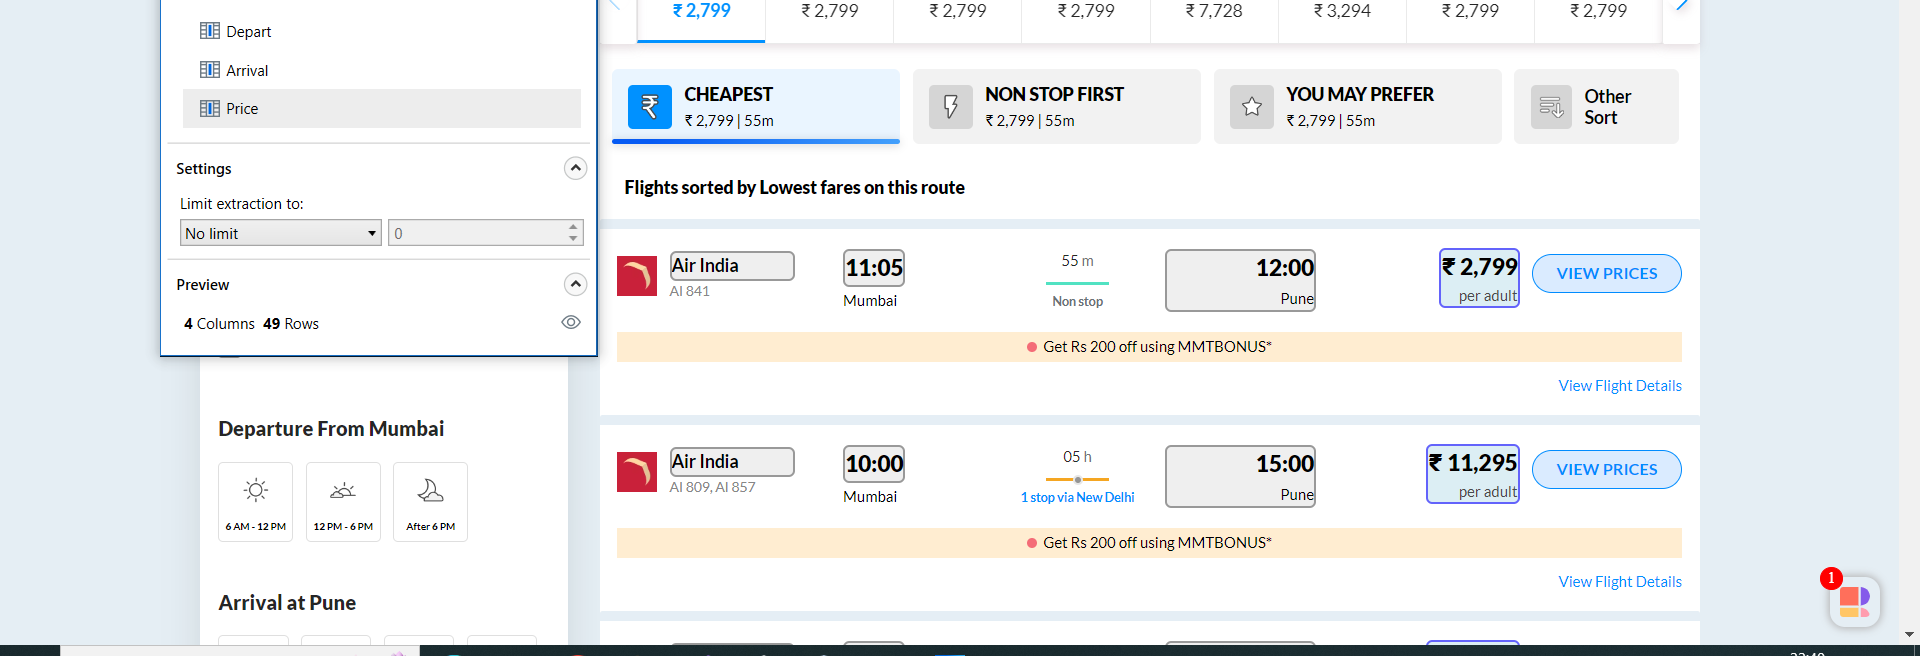 Depart
Arrival
Price
Settings
Limit extraction to:
No limit
0
Preview
4 Columns 49 Rows
Departure From Mumbai
6 AM - 12 PM
12 PM - 6 PM
After 6 PM
Arrival at Pune
₹ 2,799
₹ 2,799
₹ 2,799
₹ 2,799
₹ 7,728
₹ 3,294
₹ 2,799
₹ 2,799
CHEAPEST
₹ 2,799 | 55m
NON STOP FIRST
₹ 2,799 | 55m
YOU MAY PREFER
₹ 2,799 | 55m
Other
Sort
Flights sorted by Lowest fares on this route
Air India
AI 841
11:05
Mumbai
55 m
Non stop
12:00
Pune
₹ 2,799
per adult
VIEW PRICES
Get Rs 200 off using MMTBONUS*
View Flight Details
Air India
AI 809, AI 857
10:00
Mumbai
05 h
1 stop via New Delhi
15:00
Pune
₹ 11,295
per adult
VIEW PRICES
Get Rs 200 off using MMTBONUS*
View Flight Details
1